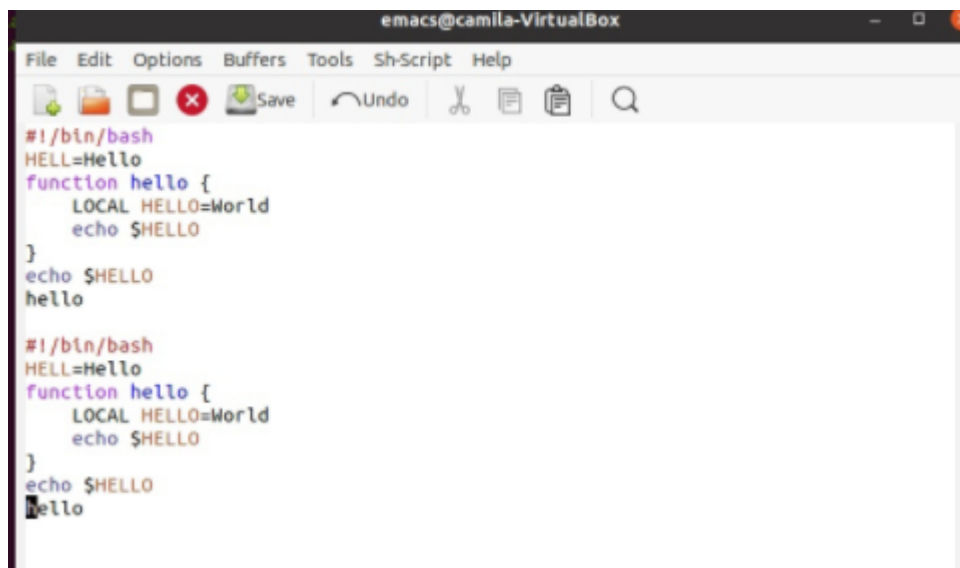 emacs@camila-VirtualBox
File Edit Options Buffers Tools Sh-Script Help
Save Undo
#!/bin/bash
HELL=Hello
function hello {
    LOCAL HELLO=World
    echo $HELLO
}
echo $HELLO
hello
#!/bin/bash
HELL=Hello
function hello {
    LOCAL HELLO=World
    echo $HELLO
}
echo $HELLO
hello